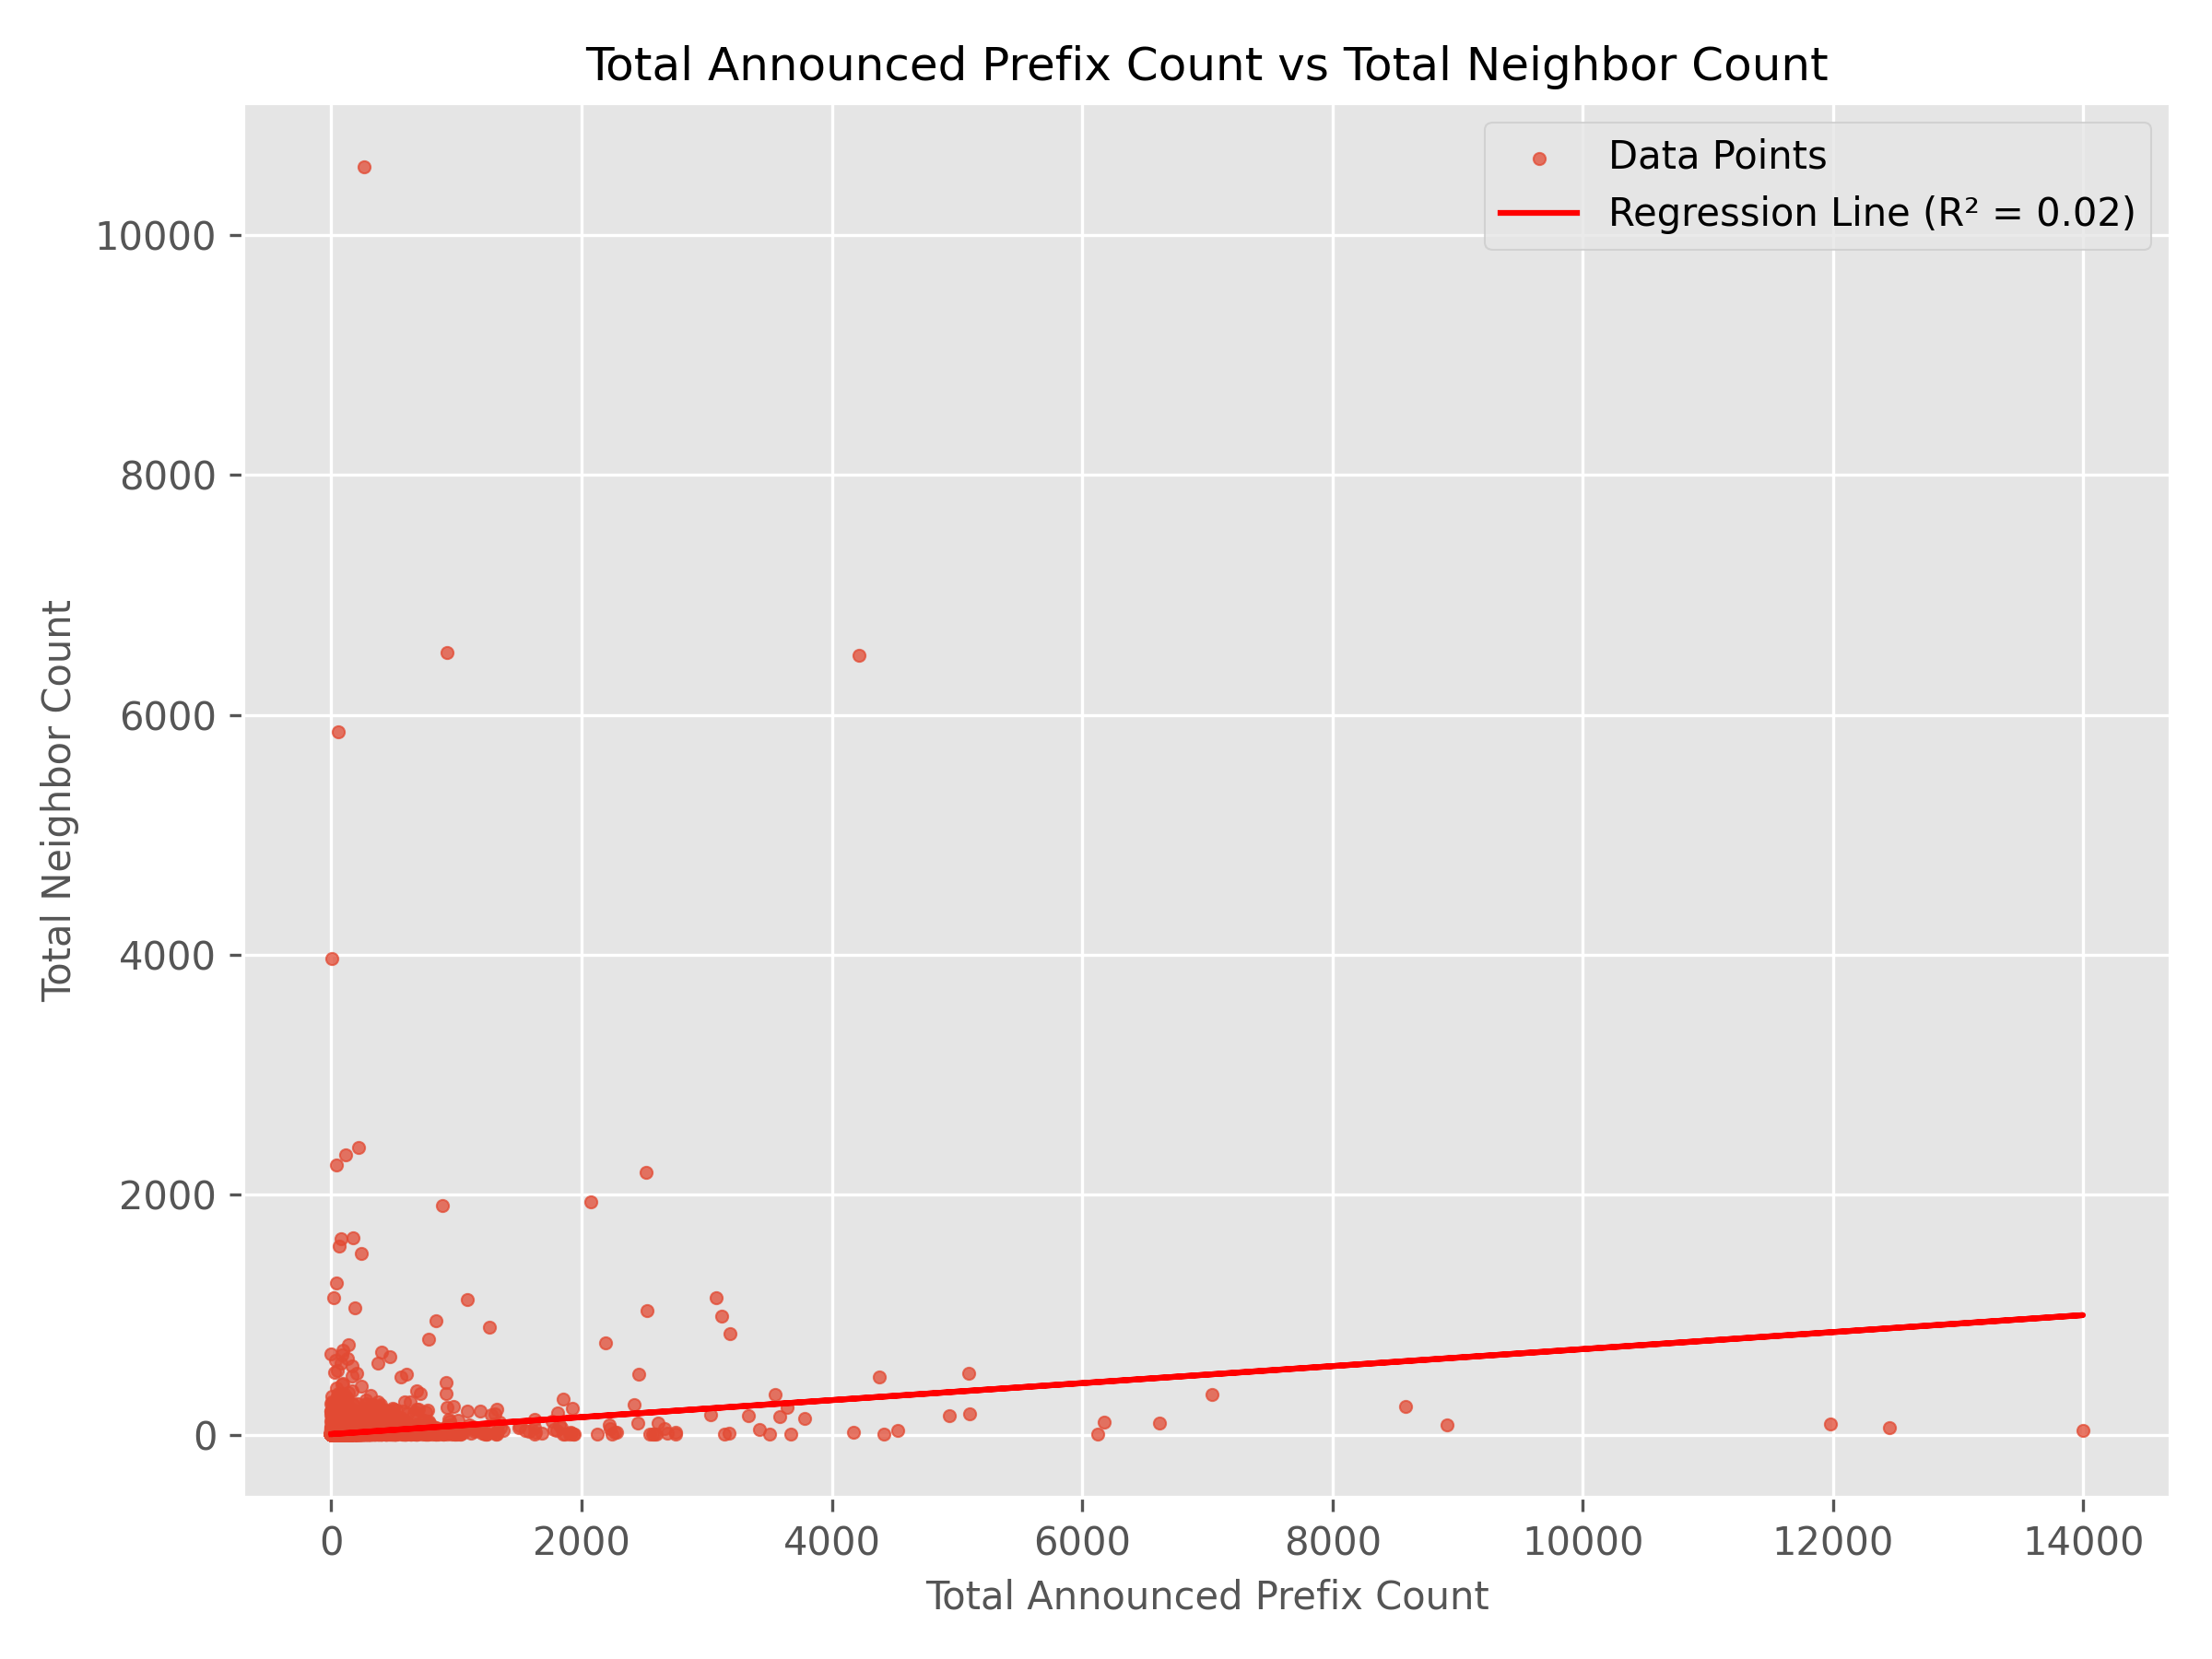 Total Announced Prefix Count vs Total Neighbor Count
Data Points
Regression Line (R² = 0.02)
10000
8000
6000
4000
2000
0
Total Neighbor Count
0 2000 4000 6000 8000 10000 12000 14000
Total Announced Prefix Count